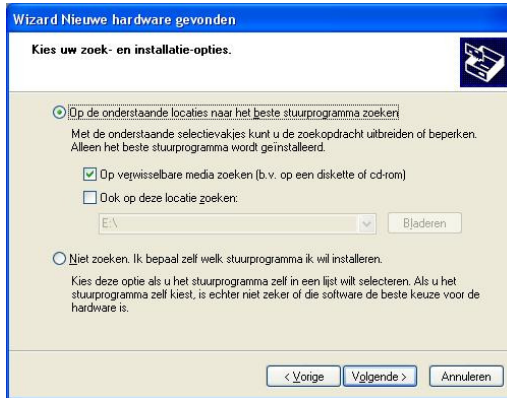 Wizard Nieuwe hardware gevonden
Kies uw zoek- en installatie-opties.
Op de onderstaande locaties naar het beste stuurprogramma zoeken
Met de onderstaande selectievakjes kunt u de zoekopdracht uitbreiden of beperken.
Alleen het beste stuurprogramma wordt geïnstalleerd.
Op verwisselbare media zoeken (b.v. op een diskette of cd-rom)
Ook op deze locatie zoeken:
E:\
Bladeren
Niet zoeken. Ik bepaal zelf welk stuurprogramma ik wil installeren.
Kies deze optie als u het stuurprogramma zelf in een lijst wilt selecteren. Als u het
stuurprogramma zelf kiest, is echter niet zeker of die software de beste keuze voor de
hardware is.
< Vorige Volgende > Annuleren